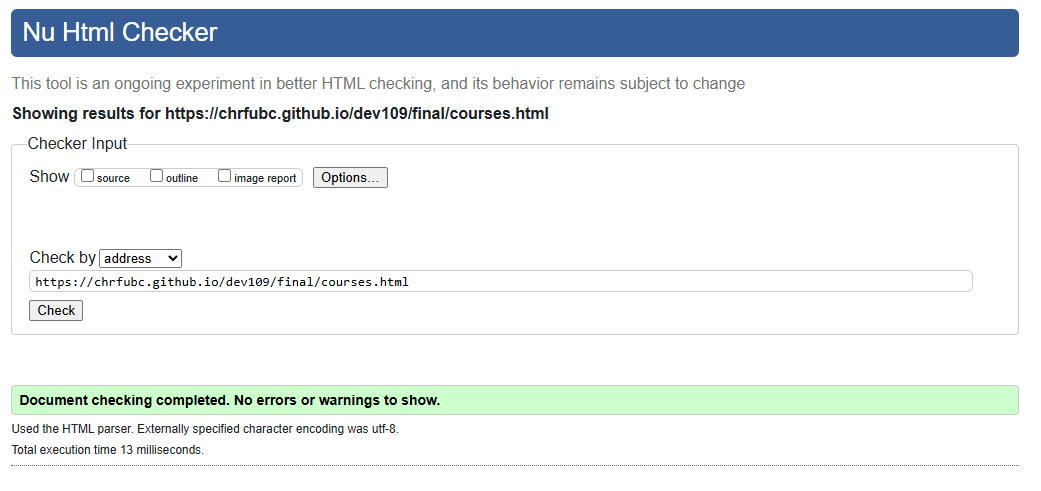 Nu Html Checker
This tool is an ongoing experiment in better HTML checking, and its behavior remains subject to change
Showing results for https://chrfubc.github.io/dev109/final/courses.html
Checker Input
Show source outline image report Options...
Check by address
https://chrfubc.github.io/dev109/final/courses.html
Check
Document checking completed. No errors or warnings to show.
Used the HTML parser. Externally specified character encoding was utf-8.
Total execution time 13 milliseconds.